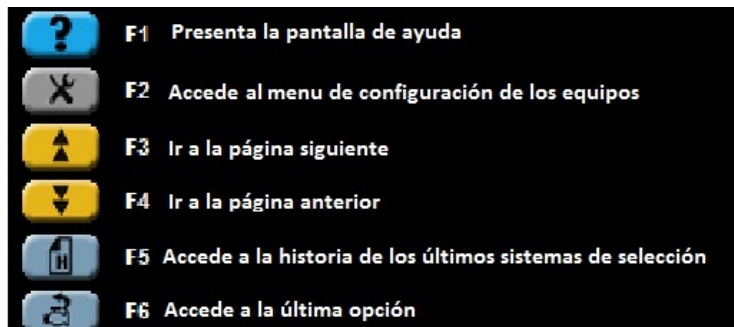 ? F1 Presenta la pantalla de ayuda
F2 Accede al menu de configuración de los equipos
F3 Ir a la página siguiente
F4 Ir a la página anterior
H F5 Accede a la historia de los últimos sistemas de selección
F6 Accede a la última opción